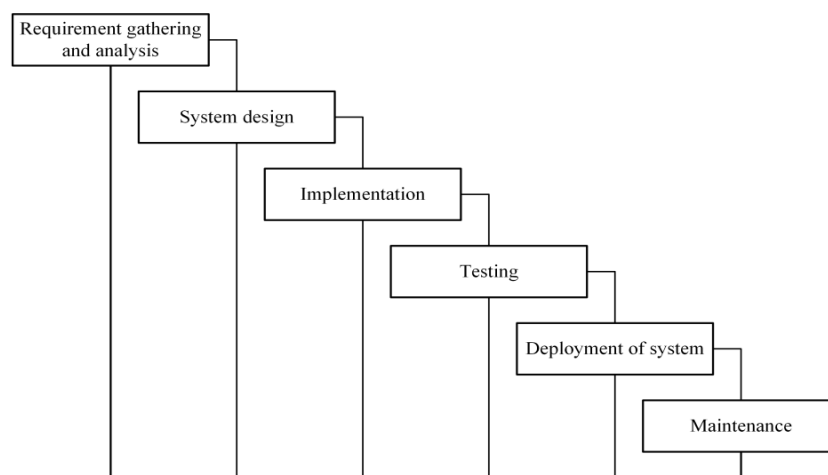 Requirement gathering
and analysis
System design
Implementation
Testing
Deployment of system
Maintenance